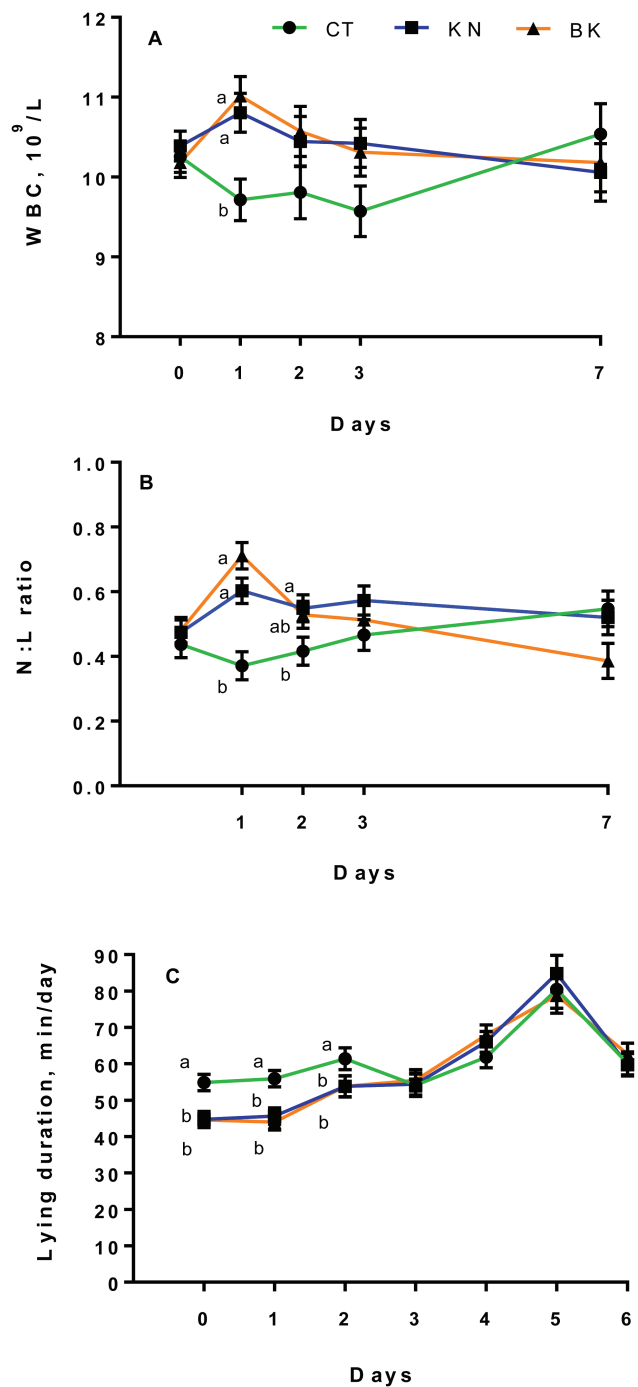 A
CT KN BK
12
11
10
9
8
WBC, 10^9/L
a
a
b
0 1 2 3 7
Days
B
1.0
0.8
0.6
0.4
0.2
0.0
N:L ratio
a
a
b
a
ab
b
1 2 3 7
Days
C
90
80
70
60
50
40
30
20
10
0
Lying duration, min/day
a
a
a
b
b
b
b
b
b
0 1 2 3 4 5 6
Days